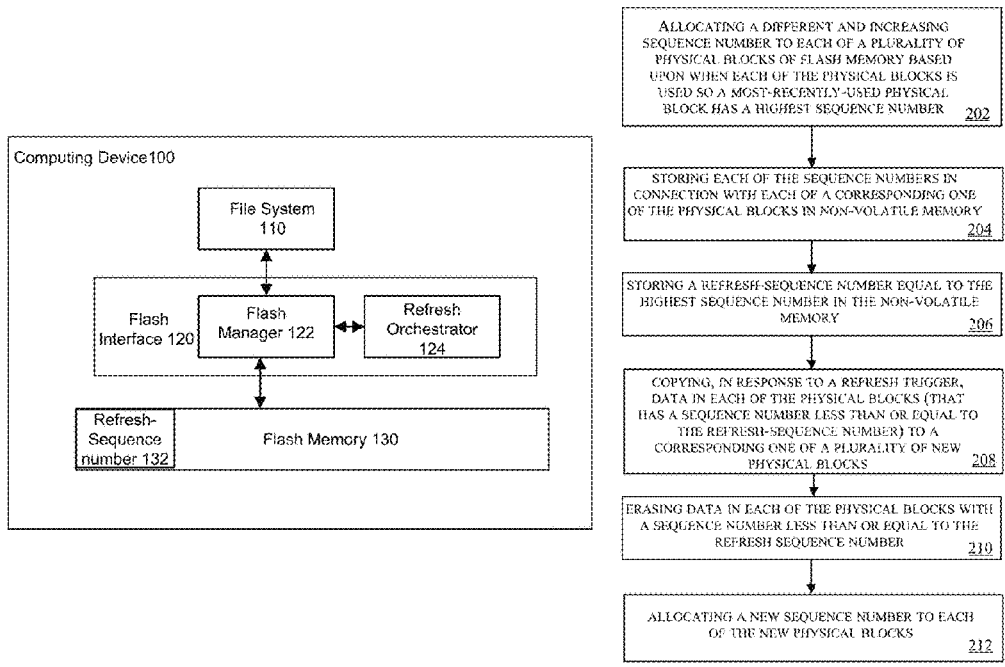 Computing Device100
File System
110
Flash
Interface 120
Flash
Manager 122
Refresh
Orchestrator
124
Refresh-
Sequence
number 132
Flash Memory 130
ALLOCATING A DIFFERENT AND INCREASING
SEQUENCE NUMBER TO EACH OF A PLURALITY OF
PHYSICAL BLOCKS OF FLASH MEMORY BASED
UPON WHEN EACH OF THE PHYSICAL BLOCKS IS
USED SO A MOST-RECENTLY-USED PHYSICAL
BLOCK HAS A HIGHEST SEQUENCE NUMBER
202
STORING EACH OF THE SEQUENCE NUMBERS IN
CONNECTION WITH EACH OF A CORRESPONDING ONE
OF THE PHYSICAL BLOCKS IN NON-VOLATILE MEMORY
204
STORING A REFRESH-SEQUENCE NUMBER EQUAL TO THE
HIGHEST SEQUENCE NUMBER IN THE NON-VOLATILE
MEMORY
206
COPYING, IN RESPONSE TO A REFRESH TRIGGER,
DATA IN EACH OF THE PHYSICAL BLOCKS (THAT
HAS A SEQUENCE NUMBER LESS THAN OR EQUAL TO
THE REFRESH-SEQUENCE NUMBER) TO A
CORRESPONDING ONE OF A PLURALITY OF NEW
PHYSICAL BLOCKS
208
ERASING DATA IN EACH OF THE PHYSICAL BLOCKS WITH
A SEQUENCE NUMBER LESS THAN OR EQUAL TO THE
REFRESH SEQUENCE NUMBER
210
ALLOCATING A NEW SEQUENCE NUMBER TO EACH
OF THE NEW PHYSICAL BLOCKS
212